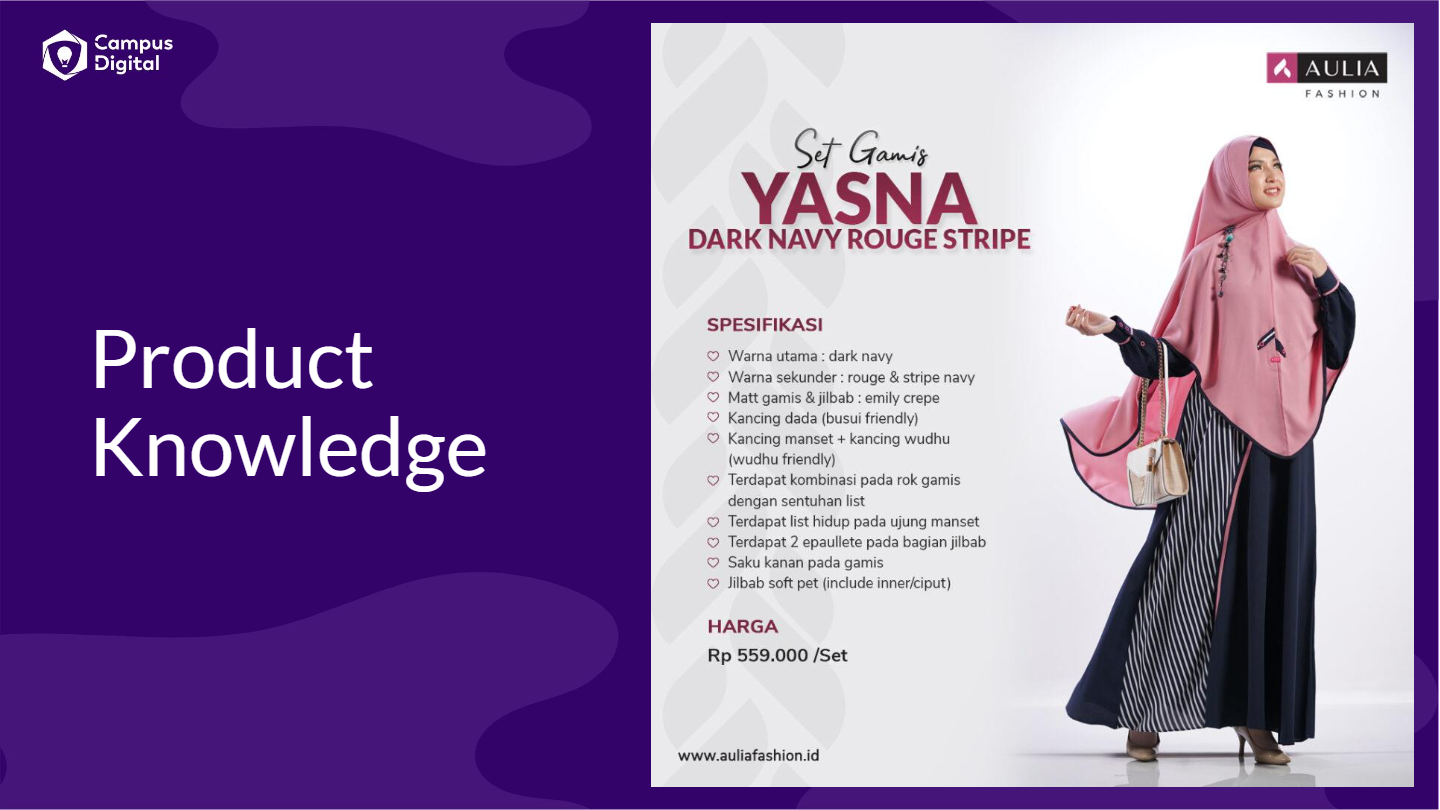 Campus
Digital
Product
Knowledge
AULIA
FASHION
Set Gamis
YASNA
DARK NAVY ROUGE STRIPE
SPESIFIKASI
Warna utama : dark navy
Warna sekunder : rouge & stripe navy
Matt gamis & jilbab : emily crepe
Kancing dada (busui friendly)
Kancing manset + kancing wudhu
(wudhu friendly)
Terdapat kombinasi pada rok gamis
dengan sentuhan list
Terdapat list hidup pada ujung manset
Terdapat 2 epaullete pada bagian jilbab
Saku kanan pada gamis
Jilbab soft pet (include inner/ciput)
HARGA
Rp 559.000 /Set
www.auliafashion.id